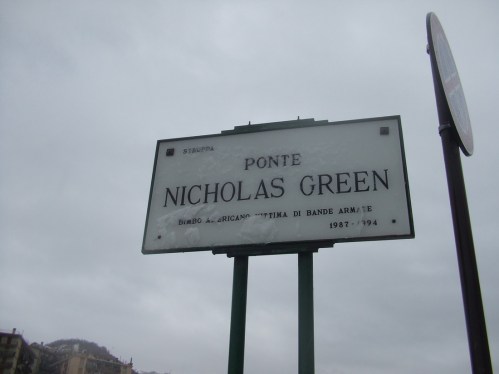 PONTE
NICHOLAS GREEN
BIMBO AMERICANO VITTIMA DI BANDE ARMATE
1987-1994